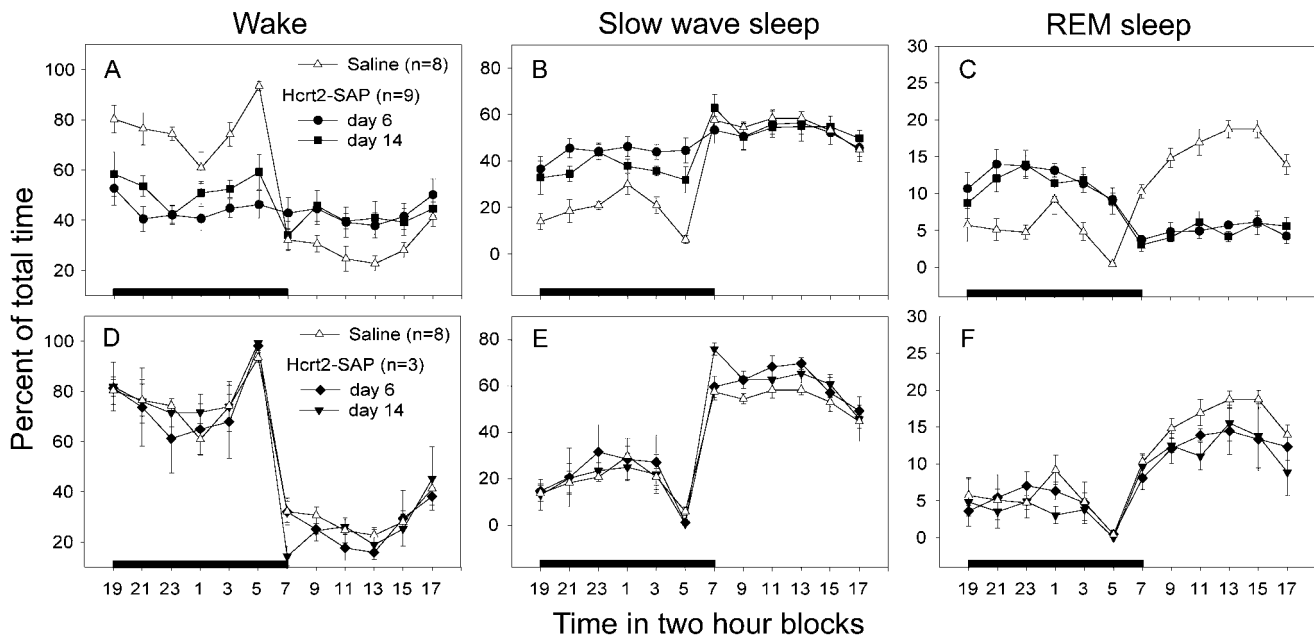 Wake
Slow wave sleep
REM sleep
Percent of total time
A
Saline (n=8)
Hcrt2-SAP (n=9)
day 6
day 14
100
80
60
40
20
B
80
60
40
20
0
C
30
25
20
15
10
5
0
D
Saline (n=8)
Hcrt2-SAP (n=3)
day 6
day 14
100
80
60
40
20
19 21 23 1 3 5 7 9 11 13 15 17
E
80
60
40
20
0
19 21 23 1 3 5 7 9 11 13 15 17
F
30
25
20
15
10
5
0
19 21 23 1 3 5 7 9 11 13 15 17
Time in two hour blocks